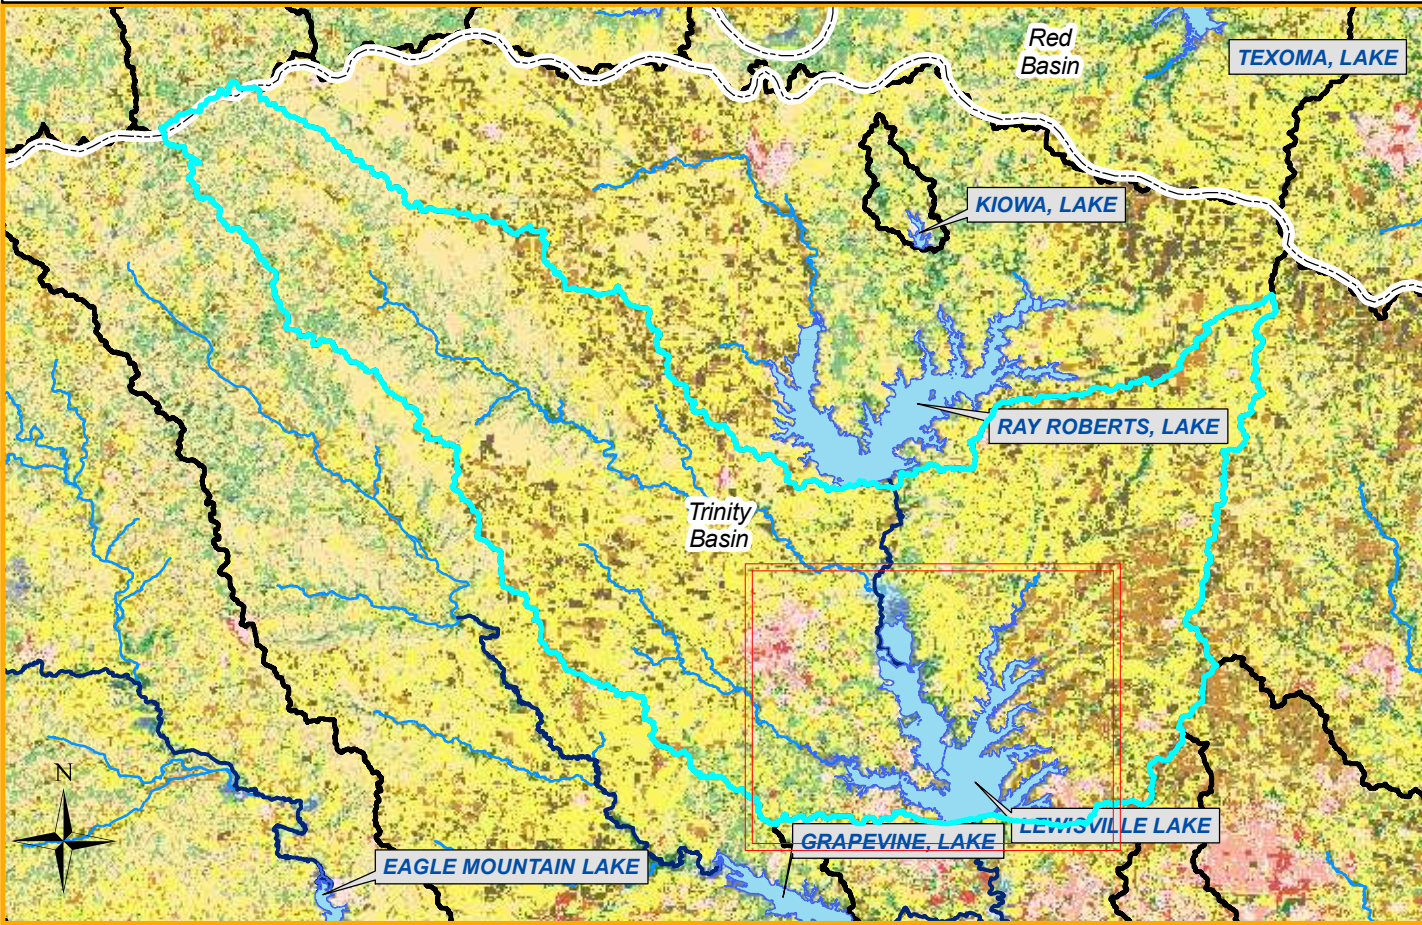 Red
Basin
TEXOMA, LAKE
KIOWA, LAKE
RAY ROBERTS, LAKE
Trinity
Basin
N
LEWISVILLE LAKE
GRAPEVINE, LAKE
EAGLE MOUNTAIN LAKE